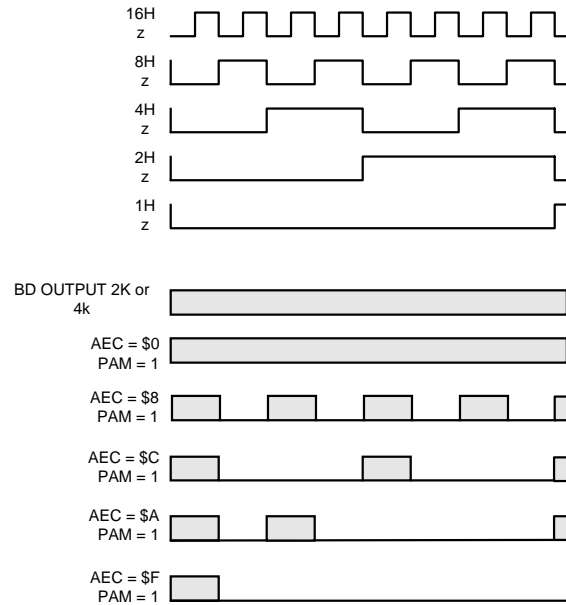 16H
z
8H
z
4H
z
2H
z
1H
z
BD OUTPUT 2K or
4k
AEC = $0
PAM = 1
AEC = $8
PAM = 1
AEC = $C
PAM = 1
AEC = $A
PAM = 1
AEC = $F
PAM = 1